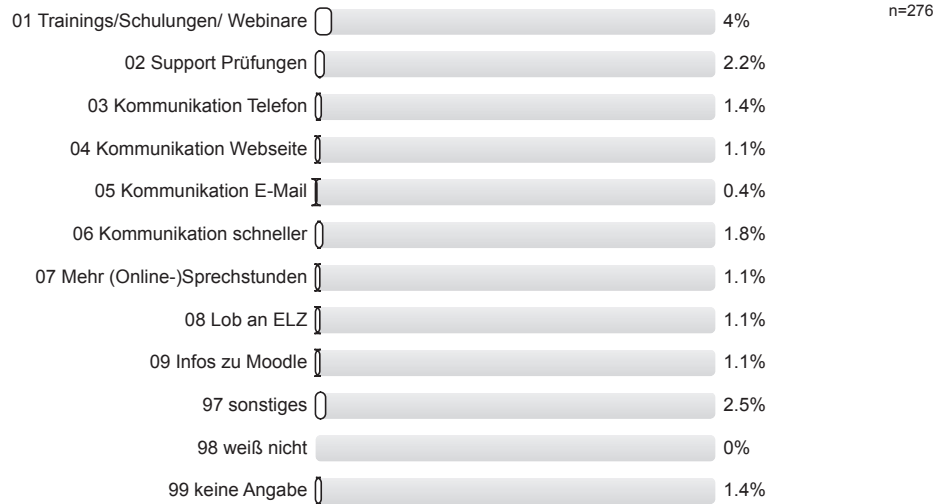 01 Trainings/Schulungen/ Webinare 4% n=276
02 Support Prüfungen 2.2%
03 Kommunikation Telefon 1.4%
04 Kommunikation Webseite 1.1%
05 Kommunikation E-Mail 0.4%
06 Kommunikation schneller 1.8%
07 Mehr (Online-)Sprechstunden 1.1%
08 Lob an ELZ 1.1%
09 Infos zu Moodle 1.1%
97 sonstiges 2.5%
98 weiß nicht 0%
99 keine Angabe 1.4%